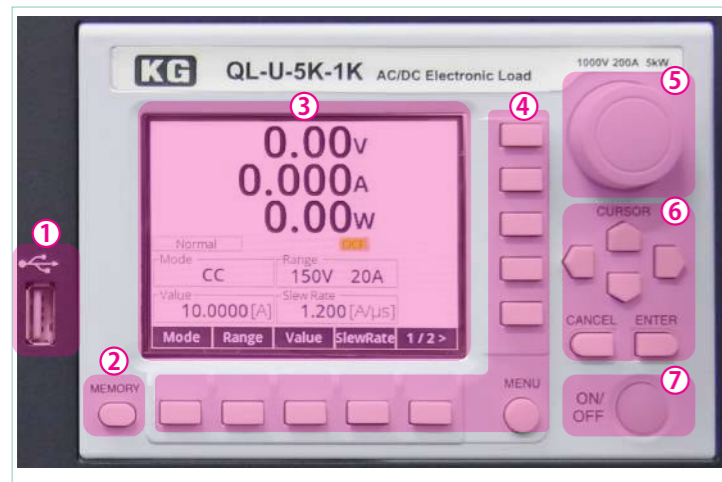 KG QL-U-5K-1K AC/DC Electronic Load
1000V 200A 5kW
③
④
⑤
0.00V
0.000A
0.00W
Normal
OFF
Mode
CC
Range
150V 20A
Value
10.0000 [A]
Slew Rate
1.200 [A/μs]
Mode Range Value SlewRate 1 / 2 >
①
②
MEMORY
MENU
⑥
CURSOR
CANCEL ENTER
⑦
ON/
OFF